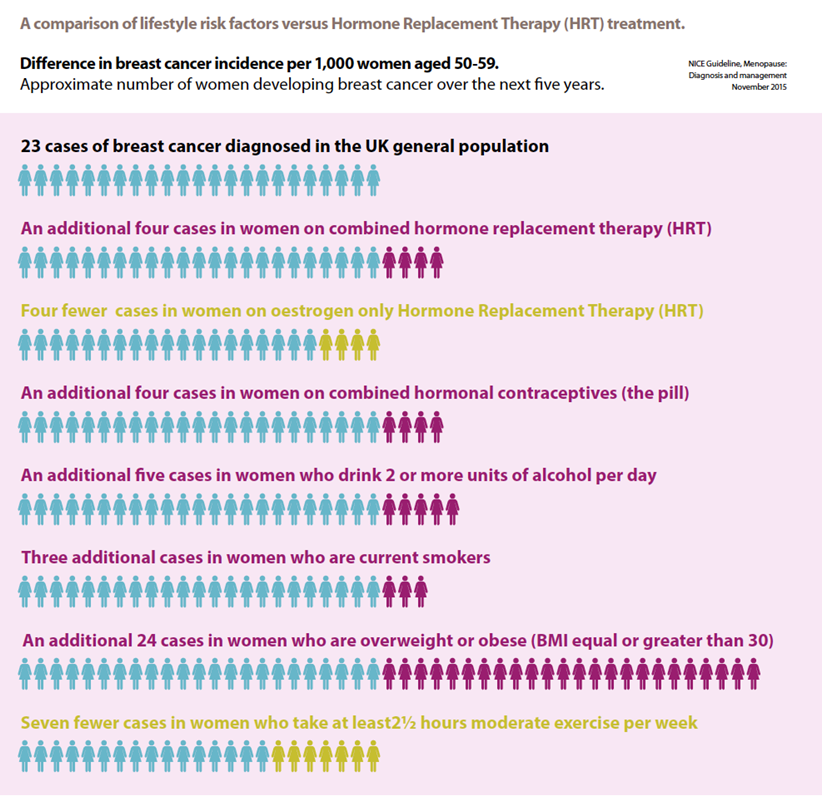 A comparison of lifestyle risk factors versus Hormone Replacement Therapy (HRT) treatment.
Difference in breast cancer incidence per 1,000 women aged 50-59.
Approximate number of women developing breast cancer over the next five years.
NICE Guideline, Menopause:
Diagnosis and management
November 2015
23 cases of breast cancer diagnosed in the UK general population
An additional four cases in women on combined hormone replacement therapy (HRT)
Four fewer  cases in women on oestrogen only Hormone Replacement Therapy (HRT)
An additional four cases in women on combined hormonal contraceptives (the pill)
An additional five cases in women who drink 2 or more units of alcohol per day
Three additional cases in women who are current smokers
An additional 24 cases in women who are overweight or obese (BMI equal or greater than 30)
Seven fewer cases in women who take at least2½ hours moderate exercise per week